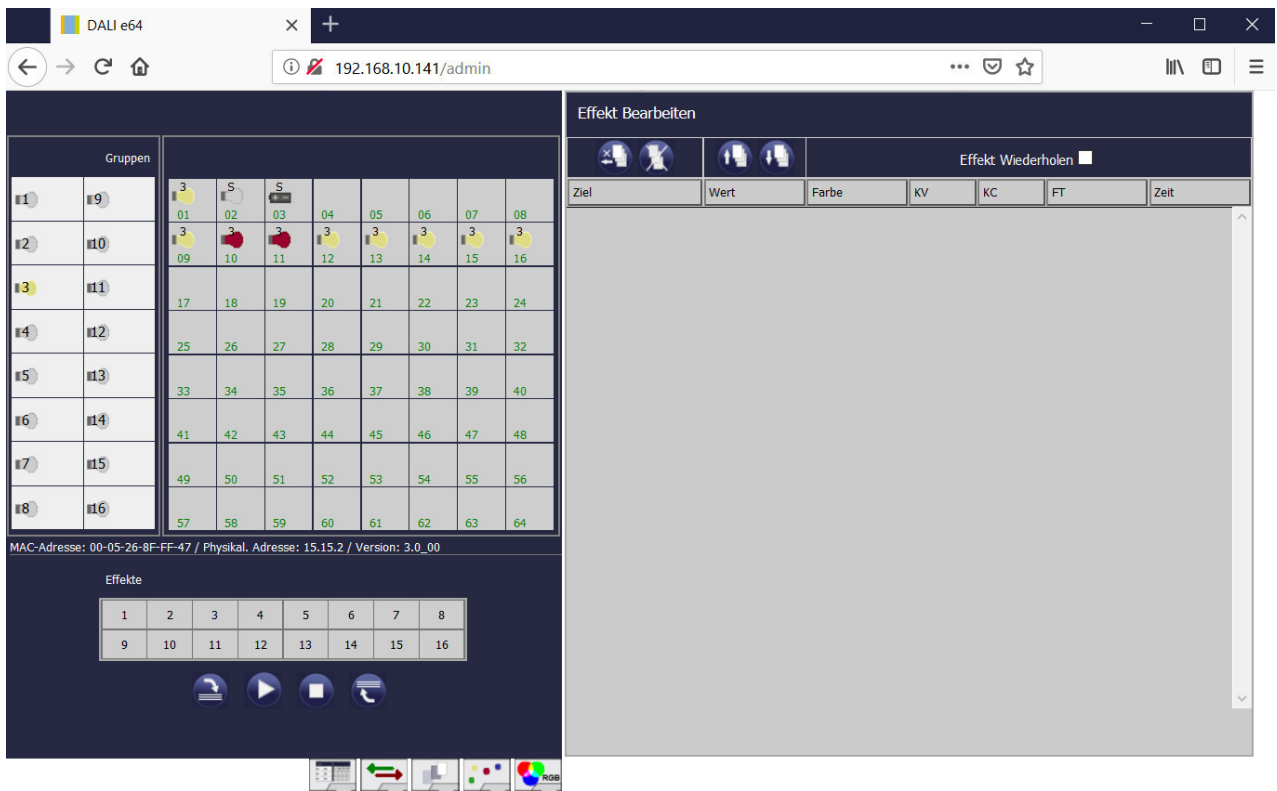 DALI e64
192.168.10.141/admin
Effekt Bearbeiten
Gruppen
Effekt Wiederholen
Ziel Wert Farbe KV KC FT Zeit
1 9
3 S S
01 02 03 04 05 06 07 08
2 10
3 3 3 3 3 3 3 3
09 10 11 12 13 14 15 16
3 11
17 18 19 20 21 22 23 24
4 12
25 26 27 28 29 30 31 32
5 13
33 34 35 36 37 38 39 40
6 14
41 42 43 44 45 46 47 48
7 15
49 50 51 52 53 54 55 56
8 16
57 58 59 60 61 62 63 64
MAC-Adresse: 00-05-26-8F-FF-47 / Physikal. Adresse: 15.15.2 / Version: 3.0_00
Effekte
1 2 3 4 5 6 7 8
9 10 11 12 13 14 15 16
RGB